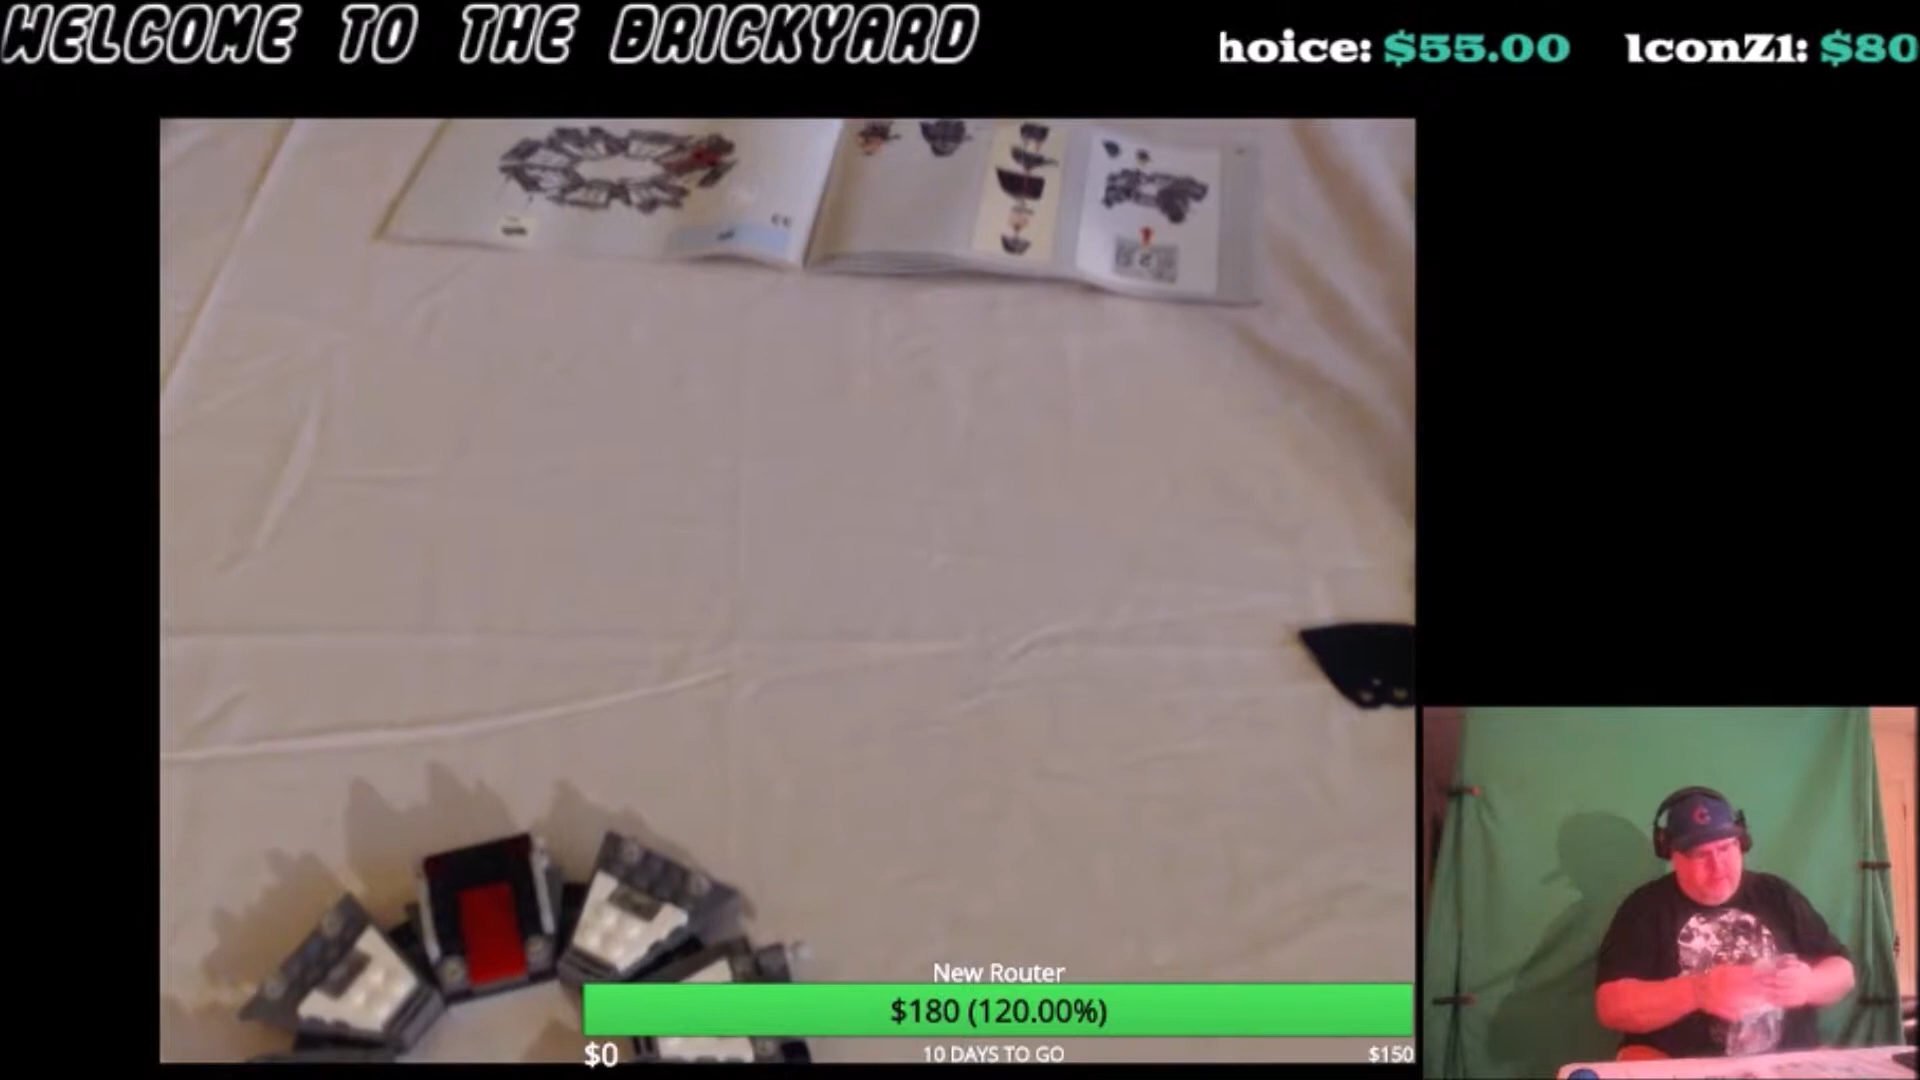 WELCOME TO THE BRICKYARD
hoice: $55.00 1conZ1: $80
New Router
$180 (120.00%)
$0 10 DAYS TO GO $150
C